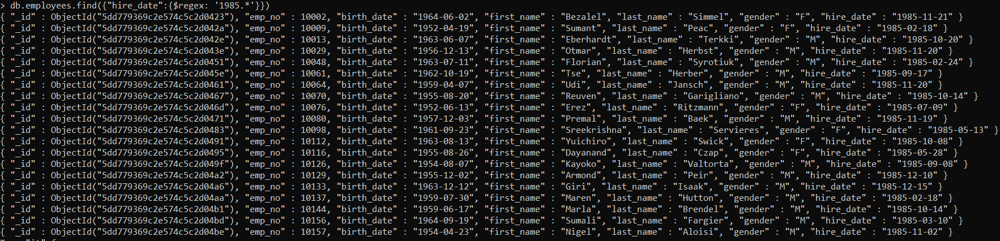 > db.employees.find({"hire_date":{$regex: '1985.*'}})
{ "_id" : ObjectId("5dd779369c2e574c5c2d0423"), "emp_no" : 10002, "birth_date" : "1964-06-02", "first_name" : "Bezalel", "last_name" : "Simmel", "gender" : "F", "hire_date" : "1985-11-21" }
{ "_id" : ObjectId("5dd779369c2e574c5c2d042a"), "emp_no" : 10009, "birth_date" : "1952-04-19", "first_name" : "Sumant", "last_name" : "Peac", "gender" : "F", "hire_date" : "1985-02-18" }
{ "_id" : ObjectId("5dd779369c2e574c5c2d042e"), "emp_no" : 10013, "birth_date" : "1963-06-07", "first_name" : "Eberhardt", "last_name" : "Terkki", "gender" : "M", "hire_date" : "1985-10-20" }
{ "_id" : ObjectId("5dd779369c2e574c5c2d043e"), "emp_no" : 10029, "birth_date" : "1956-12-13", "first_name" : "Otmar", "last_name" : "Herbst", "gender" : "M", "hire_date" : "1985-11-20" }
{ "_id" : ObjectId("5dd779369c2e574c5c2d0451"), "emp_no" : 10048, "birth_date" : "1963-07-11", "first_name" : "Florian", "last_name" : "Syrotiuk", "gender" : "M", "hire_date" : "1985-02-24" }
{ "_id" : ObjectId("5dd779369c2e574c5c2d045e"), "emp_no" : 10061, "birth_date" : "1962-10-19", "first_name" : "Tse", "last_name" : "Herber", "gender" : "M", "hire_date" : "1985-09-17" }
{ "_id" : ObjectId("5dd779369c2e574c5c2d0461"), "emp_no" : 10064, "birth_date" : "1959-04-07", "first_name" : "Udi", "last_name" : "Jansch", "gender" : "M", "hire_date" : "1985-11-20" }
{ "_id" : ObjectId("5dd779369c2e574c5c2d0467"), "emp_no" : 10070, "birth_date" : "1955-08-20", "first_name" : "Reuven", "last_name" : "Garigliano", "gender" : "M", "hire_date" : "1985-10-14" }
{ "_id" : ObjectId("5dd779369c2e574c5c2d046d"), "emp_no" : 10076, "birth_date" : "1952-06-13", "first_name" : "Erez", "last_name" : "Ritzmann", "gender" : "F", "hire_date" : "1985-07-09" }
{ "_id" : ObjectId("5dd779369c2e574c5c2d0471"), "emp_no" : 10080, "birth_date" : "1957-12-03", "first_name" : "Premal", "last_name" : "Baek", "gender" : "M", "hire_date" : "1985-11-19" }
{ "_id" : ObjectId("5dd779369c2e574c5c2d0483"), "emp_no" : 10098, "birth_date" : "1961-09-23", "first_name" : "Sreekrishna", "last_name" : "Servieres", "gender" : "F", "hire_date" : "1985-05-13" }
{ "_id" : ObjectId("5dd779369c2e574c5c2d0491"), "emp_no" : 10112, "birth_date" : "1963-08-13", "first_name" : "Yuichiro", "last_name" : "Swick", "gender" : "F", "hire_date" : "1985-10-08" }
{ "_id" : ObjectId("5dd779369c2e574c5c2d0495"), "emp_no" : 10116, "birth_date" : "1955-08-26", "first_name" : "Dayanand", "last_name" : "Czap", "gender" : "F", "hire_date" : "1985-05-28" }
{ "_id" : ObjectId("5dd779369c2e574c5c2d049f"), "emp_no" : 10126, "birth_date" : "1954-08-07", "first_name" : "Kayoko", "last_name" : "Valtorta", "gender" : "M", "hire_date" : "1985-09-08" }
{ "_id" : ObjectId("5dd779369c2e574c5c2d04a2"), "emp_no" : 10129, "birth_date" : "1955-12-02", "first_name" : "Armond", "last_name" : "Peir", "gender" : "M", "hire_date" : "1985-12-10" }
{ "_id" : ObjectId("5dd779369c2e574c5c2d04a6"), "emp_no" : 10133, "birth_date" : "1963-12-12", "first_name" : "Giri", "last_name" : "Isaak", "gender" : "M", "hire_date" : "1985-12-15" }
{ "_id" : ObjectId("5dd779369c2e574c5c2d04aa"), "emp_no" : 10137, "birth_date" : "1959-07-30", "first_name" : "Maren", "last_name" : "Hutton", "gender" : "M", "hire_date" : "1985-02-18" }
{ "_id" : ObjectId("5dd779369c2e574c5c2d04b1"), "emp_no" : 10144, "birth_date" : "1959-06-17", "first_name" : "Marla", "last_name" : "Brendel", "gender" : "M", "hire_date" : "1985-10-14" }
{ "_id" : ObjectId("5dd779369c2e574c5c2d04bd"), "emp_no" : 10156, "birth_date" : "1964-09-19", "first_name" : "Sumali", "last_name" : "Fargier", "gender" : "M", "hire_date" : "1985-03-10" }
{ "_id" : ObjectId("5dd779369c2e574c5c2d04be"), "emp_no" : 10157, "birth_date" : "1954-04-23", "first_name" : "Nigel", "last_name" : "Aloisi", "gender" : "M", "hire_date" : "1985-11-02" }